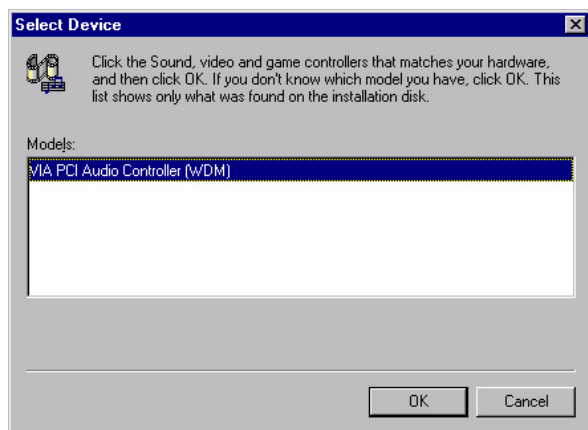 Select Device
Click the Sound, video and game controllers that matches your hardware,
and then click OK. If you don't know which model you have, click OK. This
list shows only what was found on the installation disk.
Models:
VIA PCI Audio Controller (WDM)
OK
Cancel